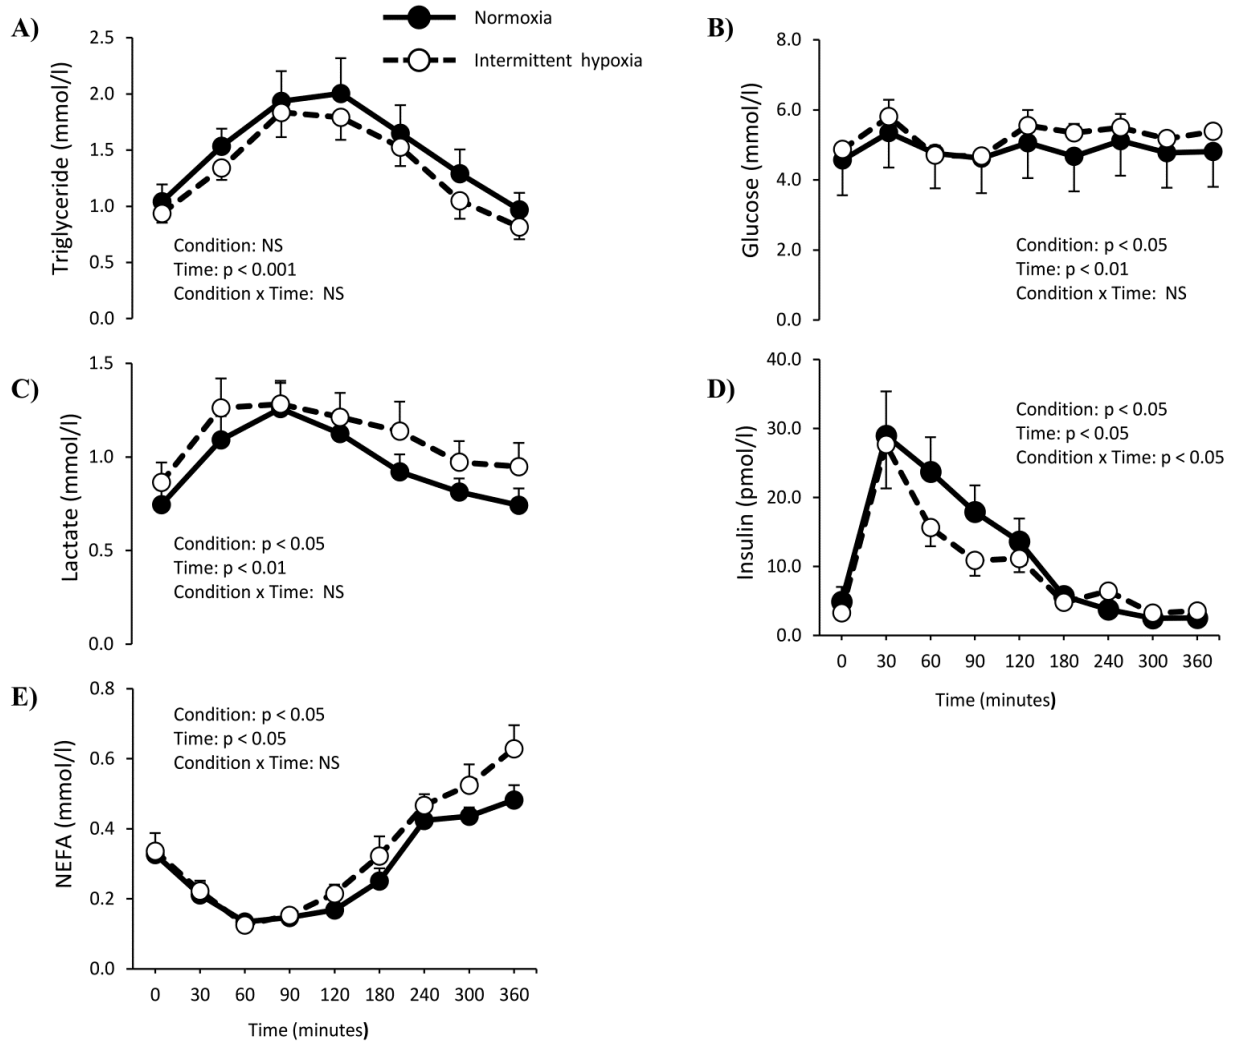 Normoxia
Intermittent hypoxia
A)
2.5
2.0
1.5
1.0
0.5
0.0
Triglyceride (mmol/l)
Condition: NS
Time: p < 0.001
Condition x Time: NS
B)
8.0
6.0
4.0
2.0
0.0
Glucose (mmol/l)
Condition: p < 0.05
Time: p < 0.01
Condition x Time: NS
C)
1.5
1.0
0.5
0.0
Lactate (mmol/l)
Condition: p < 0.05
Time: p < 0.01
Condition x Time: NS
D)
40.0
30.0
20.0
10.0
0.0
Insulin (pmol/l)
Condition: p < 0.05
Time: p < 0.05
Condition x Time: p < 0.05
0 30 60 90 120 180 240 300 360
Time (minutes)
E)
0.8
0.6
0.4
0.2
0.0
NEFA (mmol/l)
Condition: p < 0.05
Time: p < 0.05
Condition x Time: NS
0 30 60 90 120 180 240 300 360
Time (minutes)